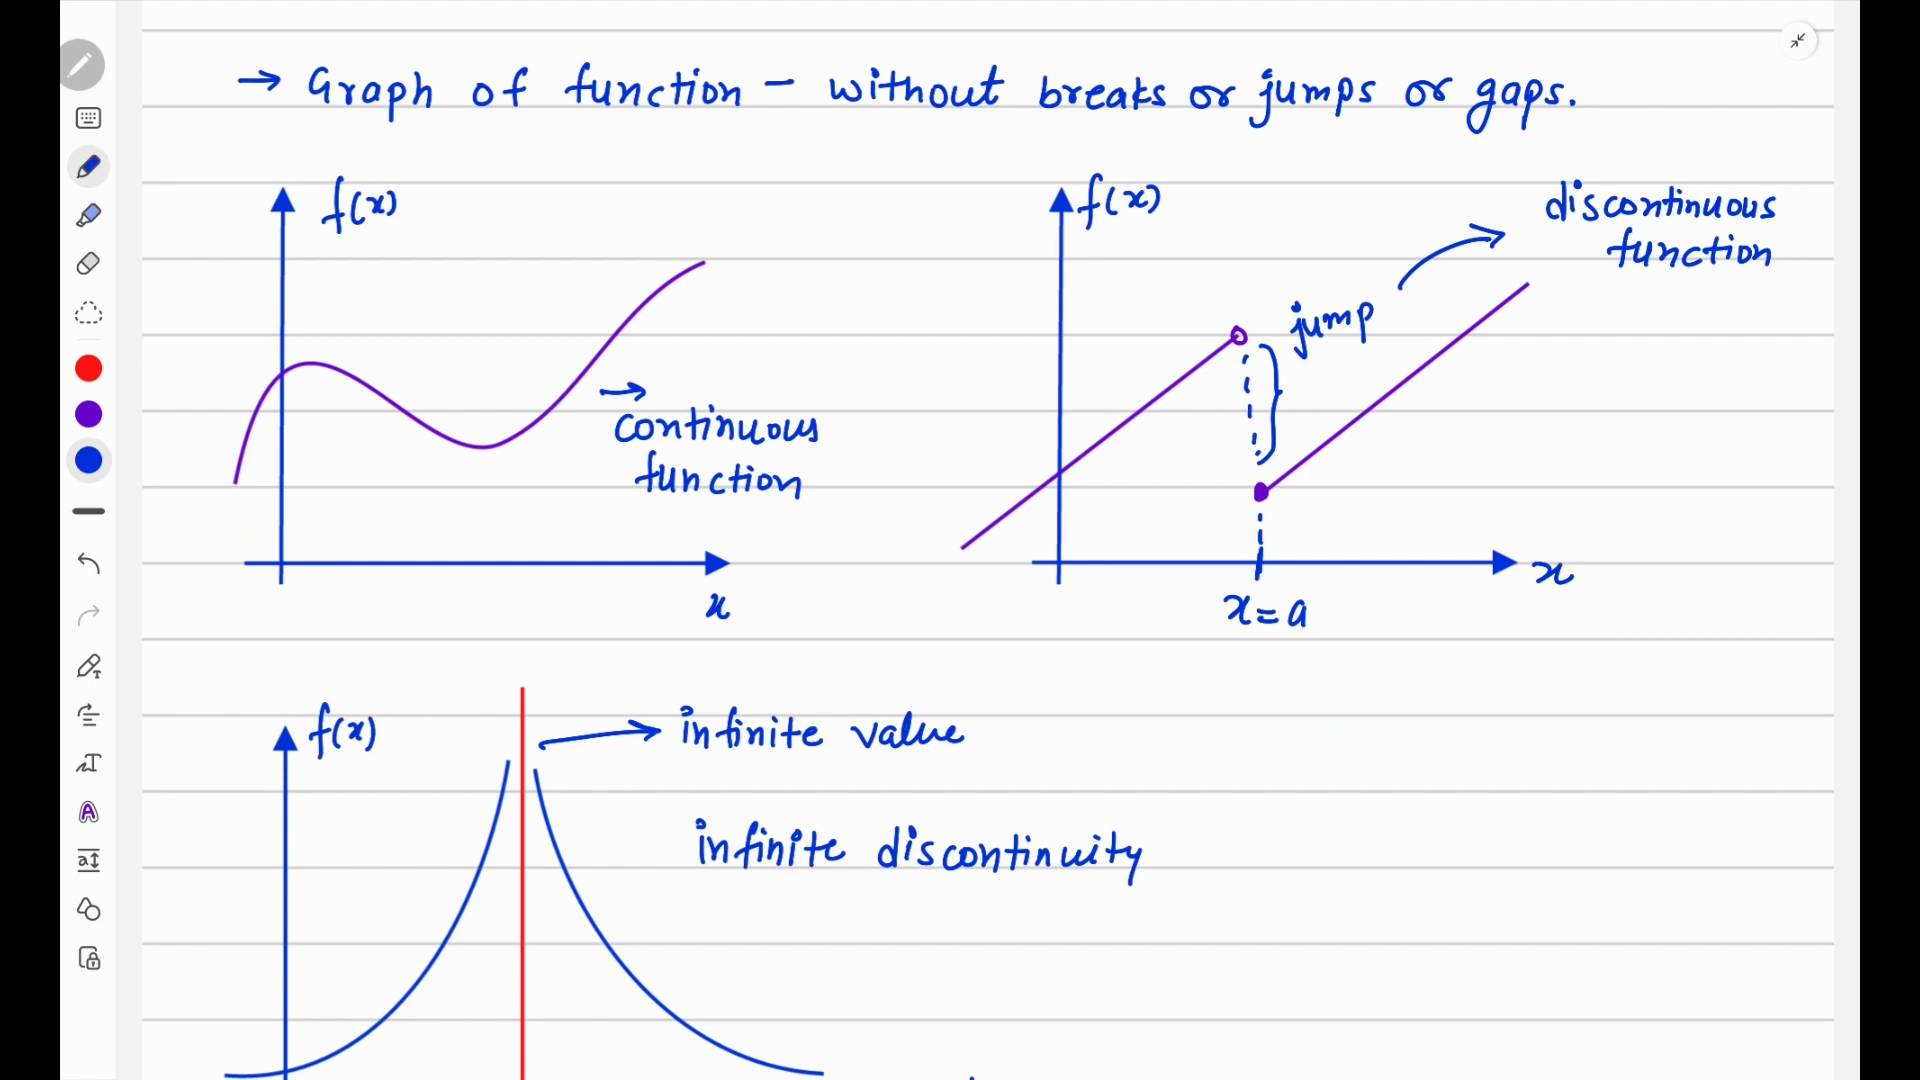 → Graph of function – without breaks or jumps or gaps.
f(x)
→
continuous
function
x
f(x)
discontinuous
function
jump
x
x = a
f(x)
infinite value
infinite discontinuity